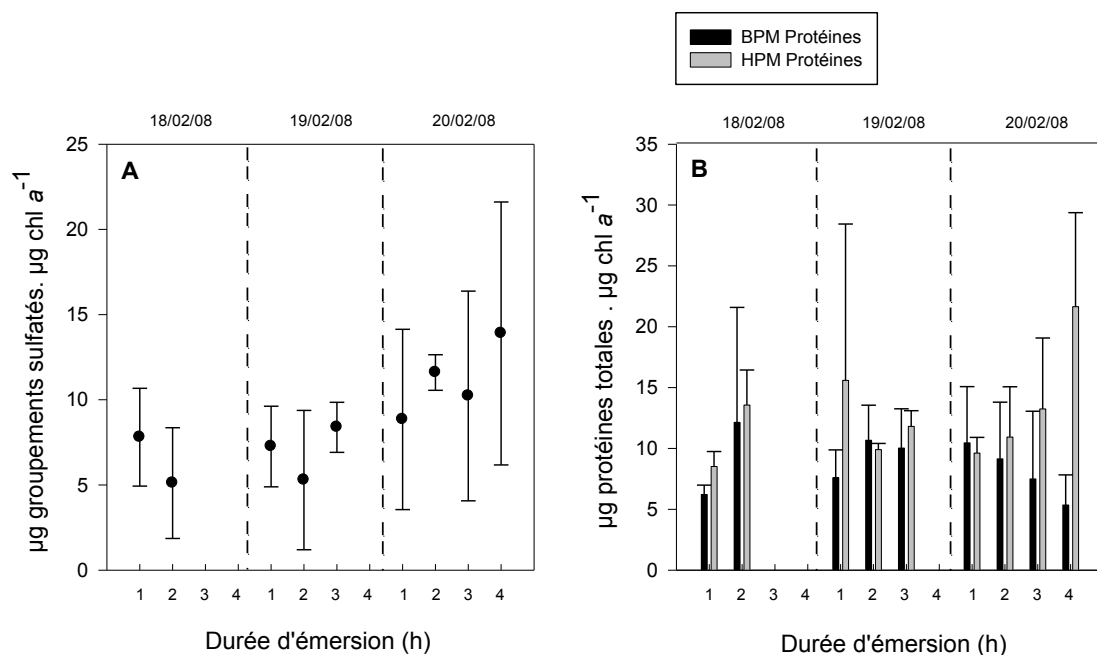 BPM Protéines
HPM Protéines
18/02/08 19/02/08 20/02/08
A
µg groupements sulfatés. µg chl a⁻¹
25
20
15
10
5
0
1 2 3 4 1 2 3 4 1 2 3 4
Durée d'émersion (h)
18/02/08 19/02/08 20/02/08
B
µg protéines totales . µg chl a⁻¹
35
30
25
20
15
10
5
0
1 2 3 4 1 2 3 4 1 2 3 4
Durée d'émersion (h)